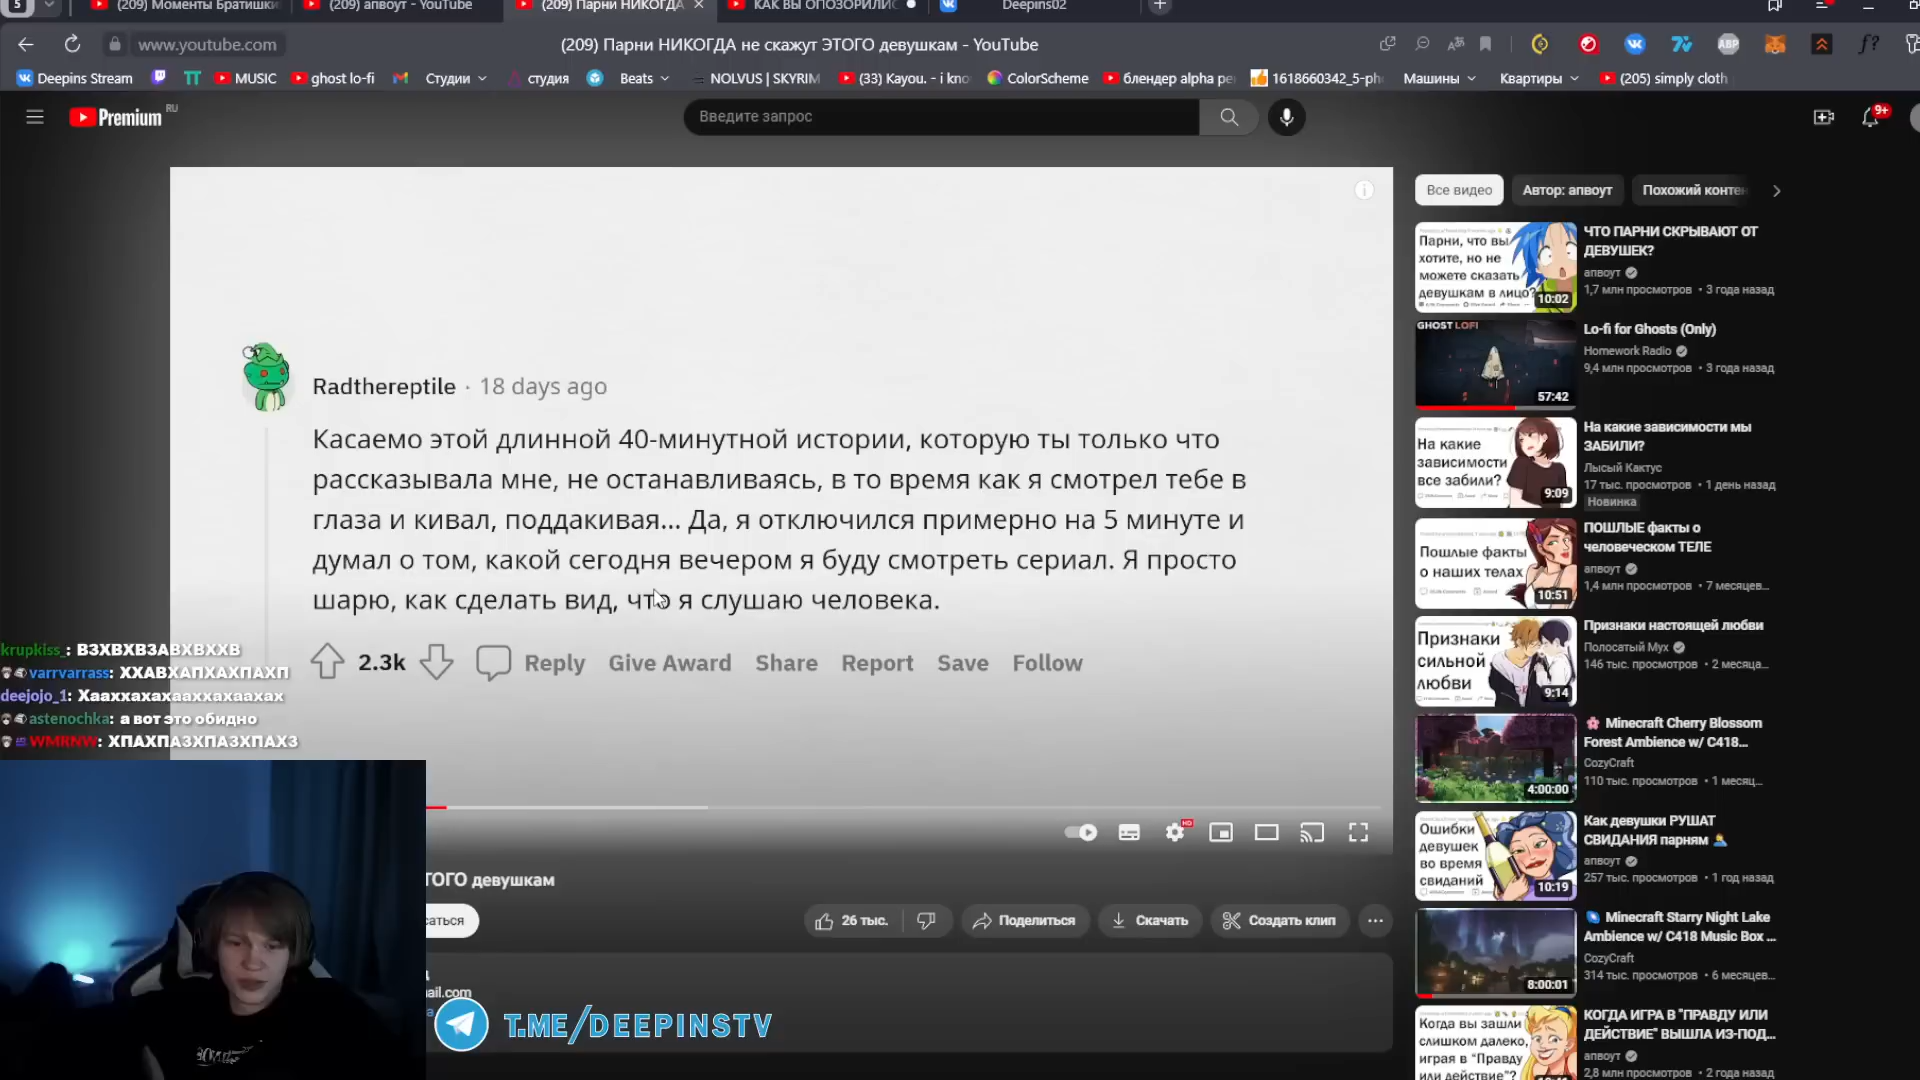 5
(209) Моменты Братишки
(209) апвоут - YouTube
(209) Парни НИКОГДА
КАК ВЫ ОПОЗОРИЛИС
Deepins02
www.youtube.com
(209) Парни НИКОГДА не скажут ЭТОГО девушкам - YouTube
Deepins Stream
MUSIC
ghost lo-fi
Студии
студия
Beats
NOLVUS | SKYRIM
(33) Kayou. - i kno
ColorScheme
блендер alpha ре
1618660342_5-ph
Машины
Квартиры
(205) simply cloth
Premium
RU
Введите запрос
9+
Radthereptile · 18 days ago
Касаемо этой длинной 40-минутной истории, которую ты только что
рассказывала мне, не останавливаясь, в то время как я смотрел тебе в
глаза и кивал, поддакивая... Да, я отключился примерно на 5 минуте и
думал о том, какой сегодня вечером я буду смотреть сериал. Я просто
шарю, как сделать вид, что я слушаю человека.
2.3k Reply Give Award Share Report Save Follow
krupkiss_: ВЗХВХВЗАВХВХХВ
varrvarrass: ХХАВХАПХАХПАХП
deejojo_1: Хааххахахааххахаахах
astenochka: а вот это обидно
WMRNW: ХПАХПАЗХПАЗХПАХЗ
HD
ТОГО девушкам
саться
26 тыс.
Поделиться
Скачать
Создать клип
ail.com
T.ME/DEEPINSTV
Все видео
Автор: апвоут
Похожий контен
Парни, что вы
хотите, но не
можете сказать
девушкам в лицо?
10:02
ЧТО ПАРНИ СКРЫВАЮТ ОТ
ДЕВУШЕК?
апвоут
1,7 млн просмотров • 3 года назад
GHOST LOFI
57:42
Lo-fi for Ghosts (Only)
Homework Radio
9,4 млн просмотров • 3 года назад
На какие
зависимости
все забили?
9:09
На какие зависимости мы
ЗАБИЛИ?
Лысый Кактус
17 тыс. просмотров • 1 день назад
Новинка
Пошлые факты
о наших телах
10:51
ПОШЛЫЕ факты о
человеческом ТЕЛЕ
апвоут
1,4 млн просмотров • 7 месяцев...
Признаки
сильной
любви
9:14
Признаки настоящей любви
Полосатый Мух
146 тыс. просмотров • 2 месяца...
4:00:00
Minecraft Cherry Blossom
Forest Ambience w/ C418...
CozyCraft
110 тыс. просмотров • 1 месяц...
Ошибки
девушек
во время
свиданий
10:19
Как девушки РУШАТ
СВИДАНИЯ парням
апвоут
257 тыс. просмотров • 1 год назад
8:00:01
Minecraft Starry Night Lake
Ambience w/ C418 Music Box ...
CozyCraft
314 тыс. просмотров • 6 месяцев...
Когда вы зашли
слишком далеко,
играя в "Правду
или действие"?
КОГДА ИГРА В "ПРАВДУ ИЛИ
ДЕЙСТВИЕ" ВЫШЛА ИЗ-ПОД...
апвоут
2,8 млн просмотров • 2 года назад